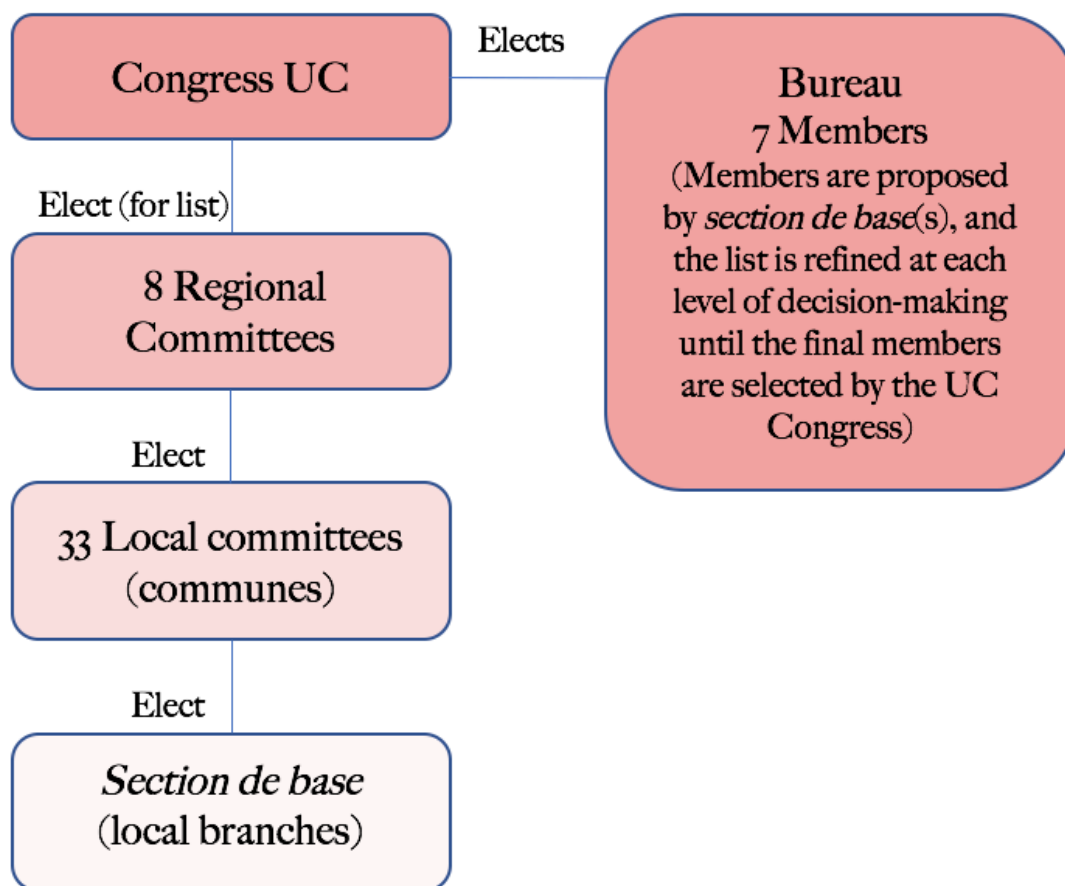 Congress UC
Elects
Bureau
7 Members
(Members are proposed
by section de base(s), and
the list is refined at each
level of decision-making
until the final members
are selected by the UC
Congress)
Elect (for list)
8 Regional
Committees
Elect
33 Local committees
(communes)
Elect
Section de base
(local branches)